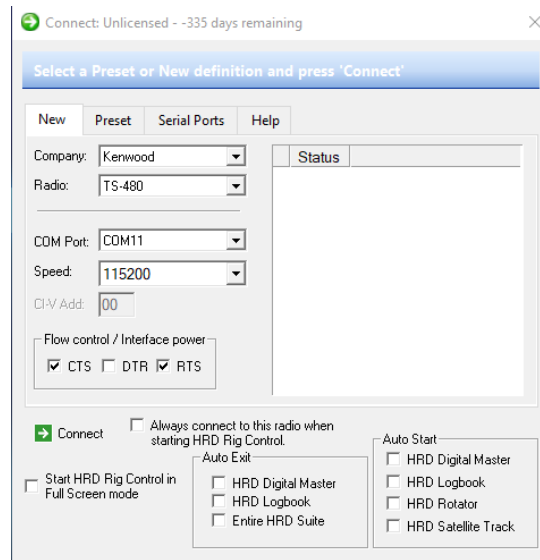 Connect: Unlicensed - -335 days remaining
Select a Preset or New definition and press 'Connect'
New Preset Serial Ports Help
Company: Kenwood
Radio: TS-480
COM Port: COM11
Speed: 115200
CI-V Add: 00
Flow control / Interface power
CTS DTR RTS
Status
Connect
Always connect to this radio when
starting HRD Rig Control.
Start HRD Rig Control in
Full Screen mode
Auto Exit
HRD Digital Master
HRD Logbook
Entire HRD Suite
Auto Start
HRD Digital Master
HRD Logbook
HRD Rotator
HRD Satellite Track